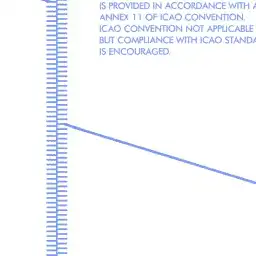 IS PROVIDED IN ACCORDANCE WITH
ANNEX 11 OF ICAO CONVENTION.
ICAO CONVENTION NOT APPLICABLE
BUT COMPLIANCE WITH ICAO
IS ENCOURAGED.